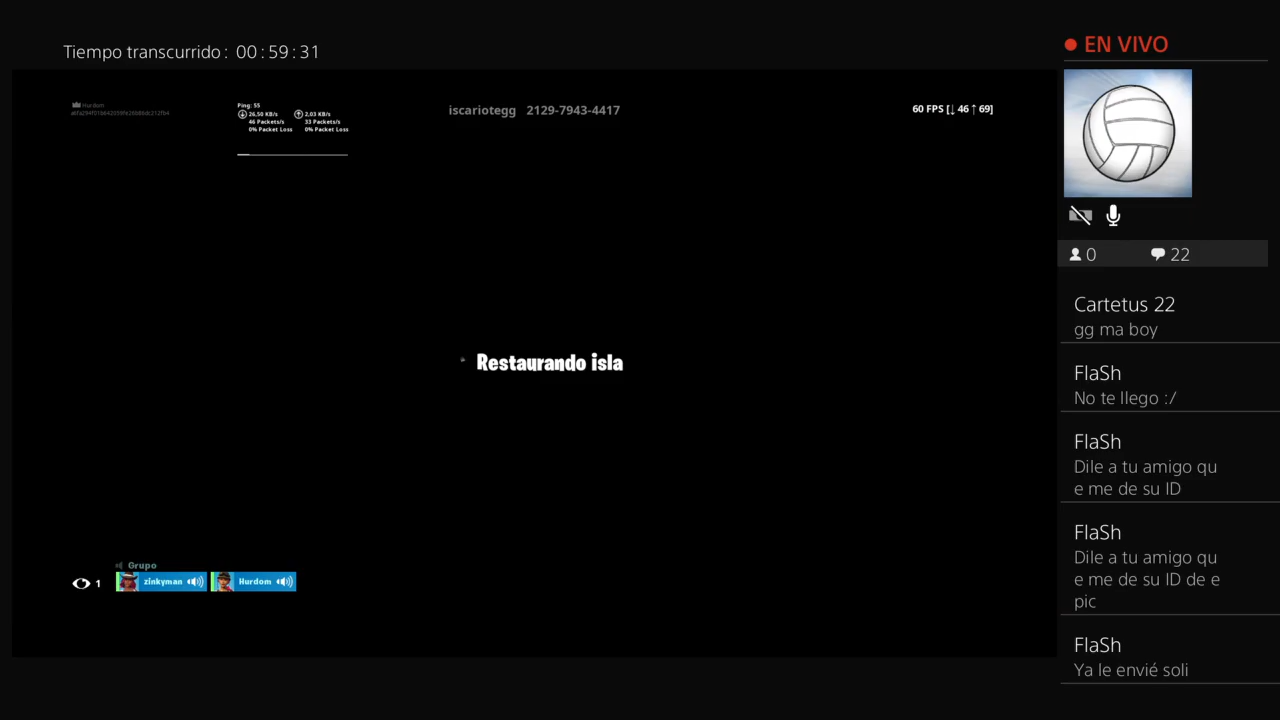 Tiempo transcurrido: 00:59:31
EN VIVO
Hurdom
Ping: 55
26,50 KB/s 2,03 KB/s
46 Packets/s 33 Packets/s
0% Packet Loss 0% Packet Loss
iscariotegg 2129-7943-4417
60 FPS [↓ 46 ↑ 69]
Restaurando isla
Grupo
1 zinkyman Hurdom
0 22
Cartetus 22
gg ma boy
FlaSh
No te llego :/
FlaSh
Dile a tu amigo qu
e me de su ID
FlaSh
Dile a tu amigo qu
e me de su ID de e
pic
FlaSh
Ya le envié soli